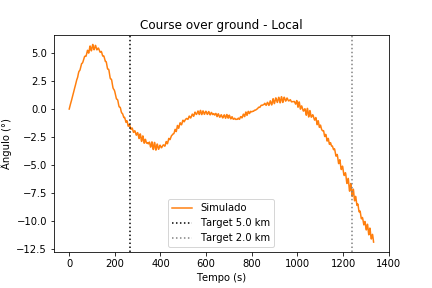 Course over ground - Local
Ângulo (°)
5.0
2.5
0.0
−2.5
−5.0
−7.5
−10.0
−12.5
Simulado
Target 5.0 km
Target 2.0 km
0
200
400
600
800
1000
1200
1400
Tempo (s)